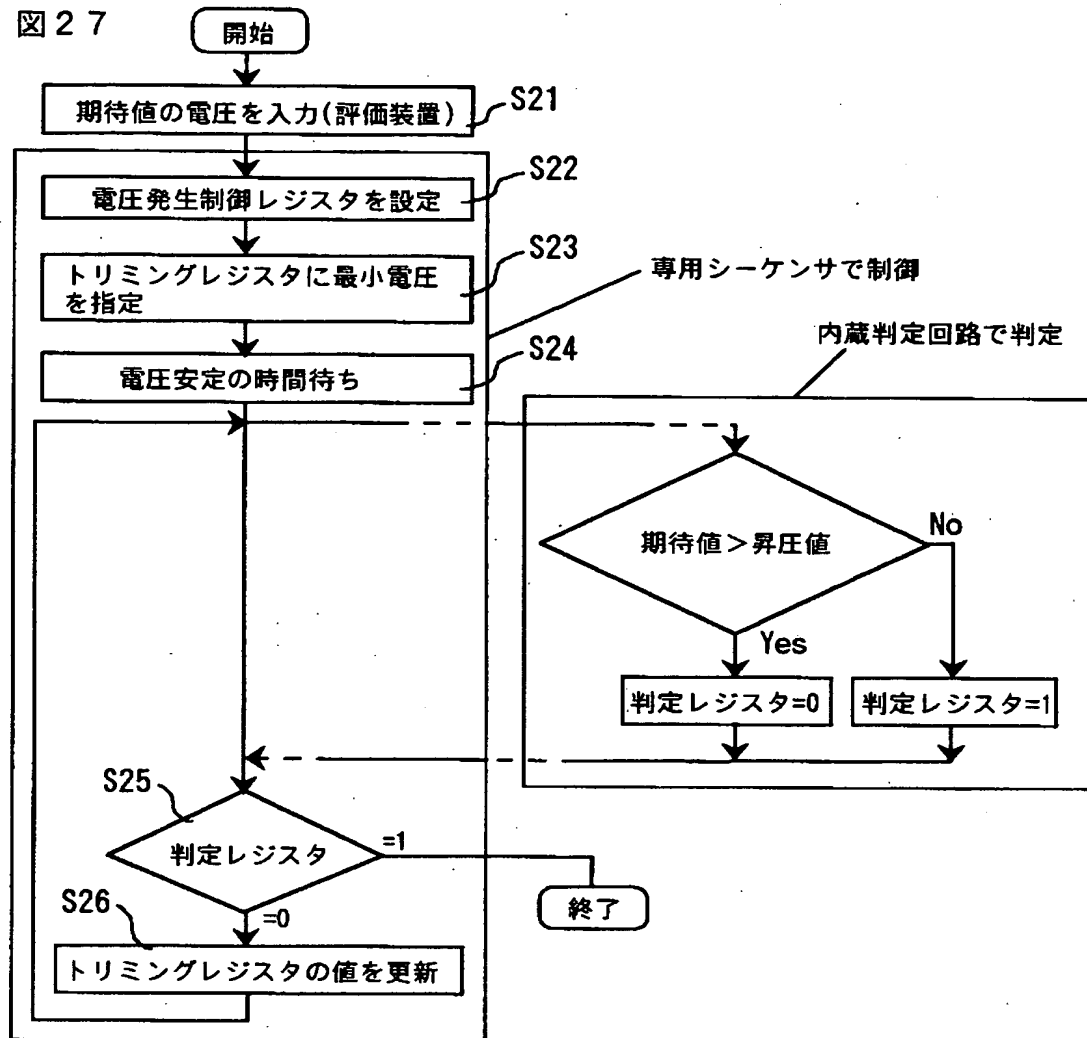 図27
開始
期待値の電圧を入力(評価装置)
S21
電圧発生制御レジスタを設定
S22
トリミングレジスタに最小電圧
を指定
S23
専用シーケンサで制御
電圧安定の時間待ち
S24
内蔵判定回路で判定
期待値>昇圧値
No
Yes
判定レジスタ=0
判定レジスタ=1
S25
判定レジスタ
=1
=0
終了
S26
トリミングレジスタの値を更新